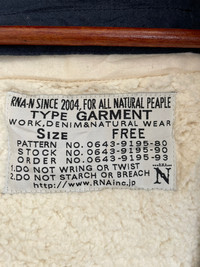 RNA-N SINCE 2004, FOR ALL NATURAL PEAPLE
TYPE GARMENT
WORK, DENIM&NATURAL WEAR
SIZE FREE
PATTERN NO. 0643-9195-80
STOCK NO. 0643-9195-90
ORDER NO. 0643-9195-93
1.DO NOT WRING OR TWIST
2.DO NOT STARCH OR BREACH
http://www.RNAinc.jp
N